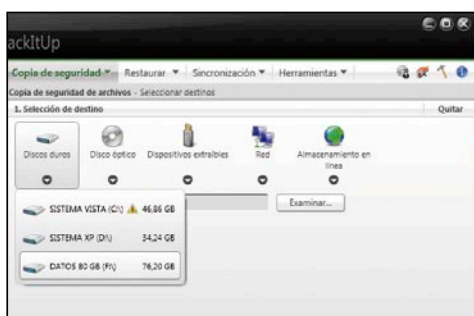 ackItUp
Copia de seguridad Restaurar Sincronización Herramientas
Copia de seguridad de archivos - Seleccionar destinos
1. Selección de destino Quitar
Discos duros Disco óptico Dispositivos extraíbles Red Almacenamiento en línea
Examinar...
SISTEMA VISTA (C:\) 46,86 GB
SISTEMA XP (D:\) 34,24 GB
DATOS 80 GB (F:\) 76,20 GB